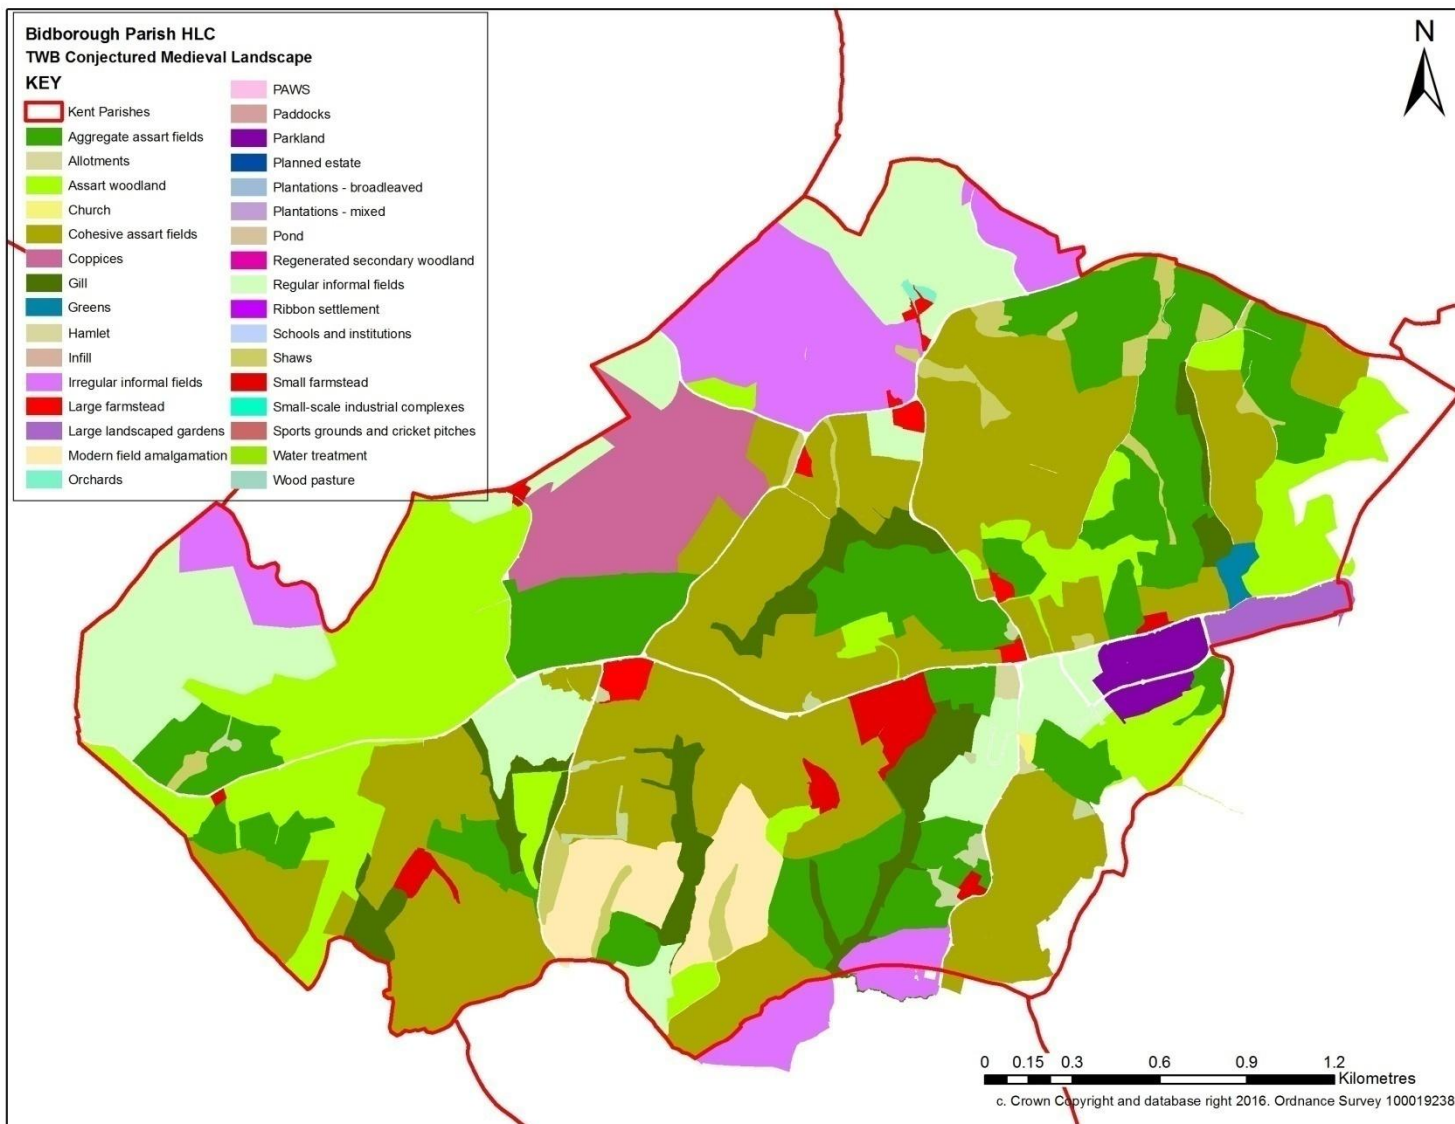 Bidborough Parish HLC
TWB Conjectured Medieval Landscape
KEY
Kent Parishes
Aggregate assart fields
Allotments
Assart woodland
Church
Cohesive assart fields
Coppices
Gill
Greens
Hamlet
Infill
Irregular informal fields
Large farmstead
Large landscaped gardens
Modern field amalgamation
Orchards
PAWS
Paddocks
Parkland
Planned estate
Plantations - broadleaved
Plantations - mixed
Pond
Regenerated secondary woodland
Regular informal fields
Ribbon settlement
Schools and institutions
Shaws
Small farmstead
Small-scale industrial complexes
Sports grounds and cricket pitches
Water treatment
Wood pasture
N
0 0.15 0.3 0.6 0.9 1.2
Kilometres
c. Crown Copyright and database right 2016. Ordnance Survey 100019238